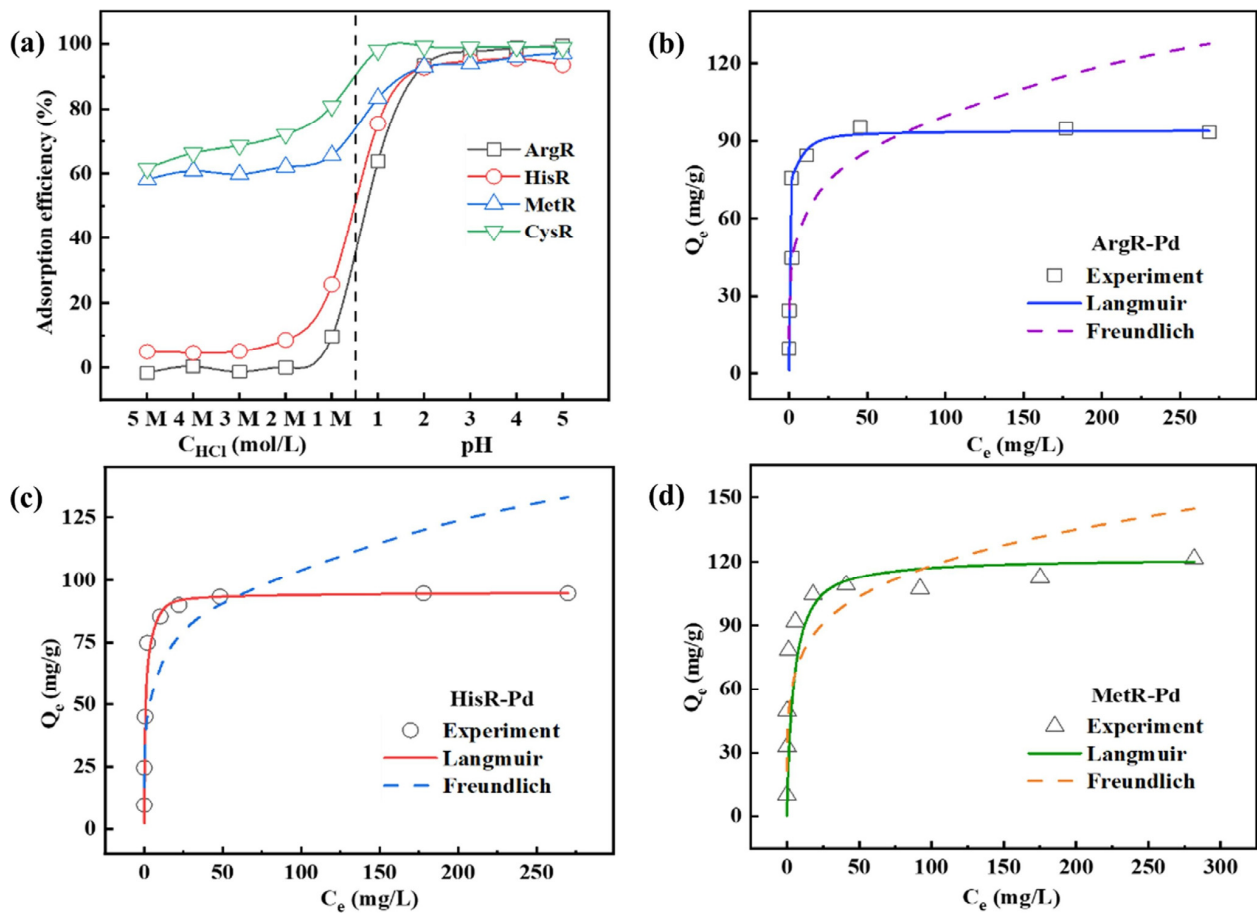 (a)
Adsorption efficiency (%)
100
80
60
40
20
0
ArgR
HisR
MetR
CysR
5 M 4 M 3 M 2 M 1 M 1 2 3 4 5
C_HCl (mol/L) pH
(b)
Q_e (mg/g)
120
90
60
30
0
ArgR-Pd
Experiment
Langmuir
Freundlich
0 50 100 150 200 250
C_e (mg/L)
(c)
Q_e (mg/g)
125
100
75
50
25
0
HisR-Pd
Experiment
Langmuir
Freundlich
0 50 100 150 200 250
C_e (mg/L)
(d)
Q_e (mg/g)
150
120
90
60
30
0
MetR-Pd
Experiment
Langmuir
Freundlich
0 50 100 150 200 250 300
C_e (mg/L)